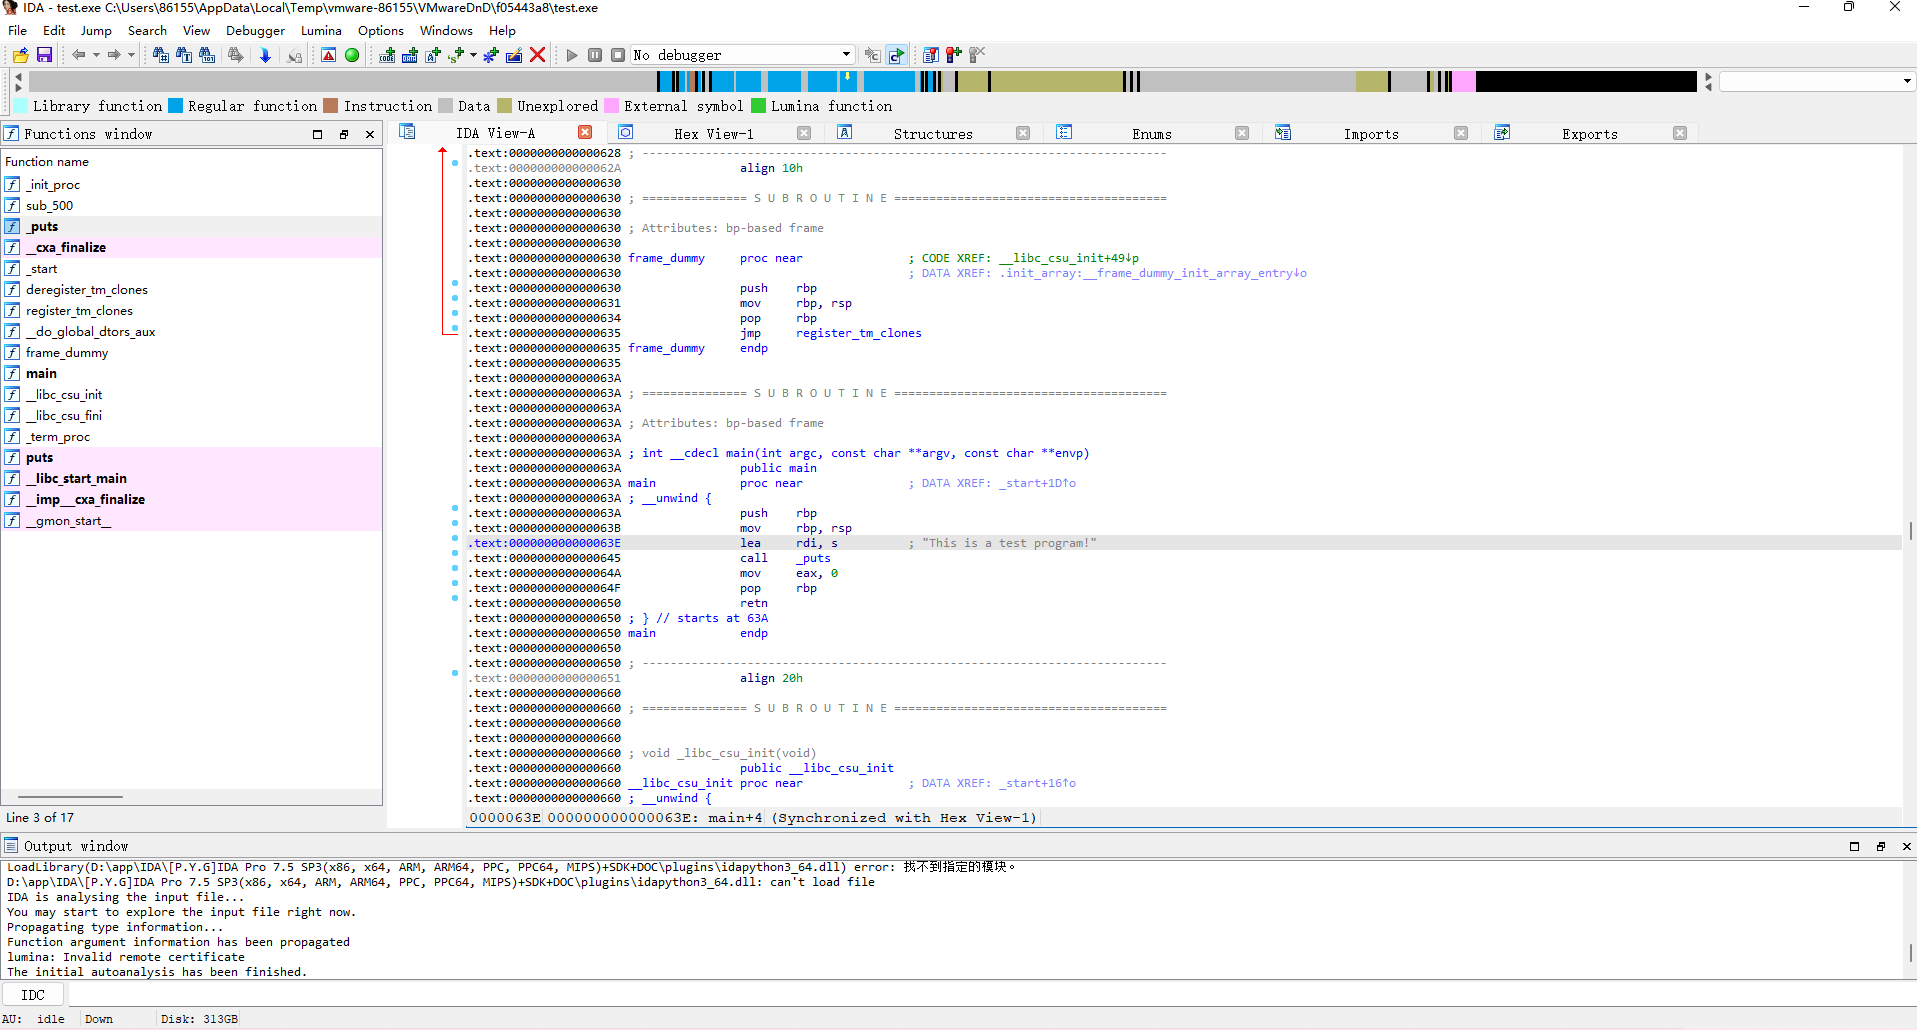 IDA - test.exe C:\Users\86155\AppData\Local\Temp\vmware-86155\VMwareDnD\f05443a8\test.exe
File Edit Jump Search View Debugger Lumina Options Windows Help
No debugger
Library function Regular function Instruction Data Unexplored External symbol Lumina function
Functions window
Function name
_init_proc
sub_500
_puts
__cxa_finalize
_start
deregister_tm_clones
register_tm_clones
__do_global_dtors_aux
frame_dummy
main
__libc_csu_init
__libc_csu_fini
_term_proc
puts
__libc_start_main
__imp__cxa_finalize
__gmon_start__
Line 3 of 17
IDA View-A Hex View-1 Structures Enums Imports Exports
.text:0000000000000628 ; ---------------------------------------------------------------------------
.text:000000000000062A align 10h
.text:0000000000000630
.text:0000000000000630 ; =============== S U B R O U T I N E =======================================
.text:0000000000000630
.text:0000000000000630 ; Attributes: bp-based frame
.text:0000000000000630
.text:0000000000000630 frame_dummy proc near ; CODE XREF: __libc_csu_init+49↓p
.text:0000000000000630 ; DATA XREF: .init_array:__frame_dummy_init_array_entry↓o
.text:0000000000000630 push rbp
.text:0000000000000631 mov rbp, rsp
.text:0000000000000634 pop rbp
.text:0000000000000635 jmp register_tm_clones
.text:0000000000000635 frame_dummy endp
.text:0000000000000635
.text:000000000000063A
.text:000000000000063A ; =============== S U B R O U T I N E =======================================
.text:000000000000063A
.text:000000000000063A ; Attributes: bp-based frame
.text:000000000000063A
.text:000000000000063A ; int __cdecl main(int argc, const char **argv, const char **envp)
.text:000000000000063A public main
.text:000000000000063A main proc near ; DATA XREF: _start+1D↑o
.text:000000000000063A ; __unwind {
.text:000000000000063A push rbp
.text:000000000000063B mov rbp, rsp
.text:000000000000063E lea rdi, s ; "This is a test program!"
.text:0000000000000645 call _puts
.text:000000000000064A mov eax, 0
.text:000000000000064F pop rbp
.text:0000000000000650 retn
.text:0000000000000650 ; } // starts at 63A
.text:0000000000000650 main endp
.text:0000000000000650
.text:0000000000000650 ; ---------------------------------------------------------------------------
.text:0000000000000651 align 20h
.text:0000000000000660
.text:0000000000000660 ; =============== S U B R O U T I N E =======================================
.text:0000000000000660
.text:0000000000000660
.text:0000000000000660 ; void _libc_csu_init(void)
.text:0000000000000660 public __libc_csu_init
.text:0000000000000660 __libc_csu_init proc near ; DATA XREF: _start+16↑o
.text:0000000000000660 ; __unwind {
0000063E 000000000000063E: main+4 (Synchronized with Hex View-1)
Output window
LoadLibrary(D:\app\IDA\[P.Y.G]IDA Pro 7.5 SP3(x86, x64, ARM, ARM64, PPC, PPC64, MIPS)+SDK+DOC\plugins\idapython3_64.dll) error: 找不到指定的模块。
D:\app\IDA\[P.Y.G]IDA Pro 7.5 SP3(x86, x64, ARM, ARM64, PPC, PPC64, MIPS)+SDK+DOC\plugins\idapython3_64.dll: can't load file
IDA is analysing the input file...
You may start to explore the input file right now.
Propagating type information...
Function argument information has been propagated
lumina: Invalid remote certificate
The initial autoanalysis has been finished.
IDC
AU: idle Down Disk: 313GB